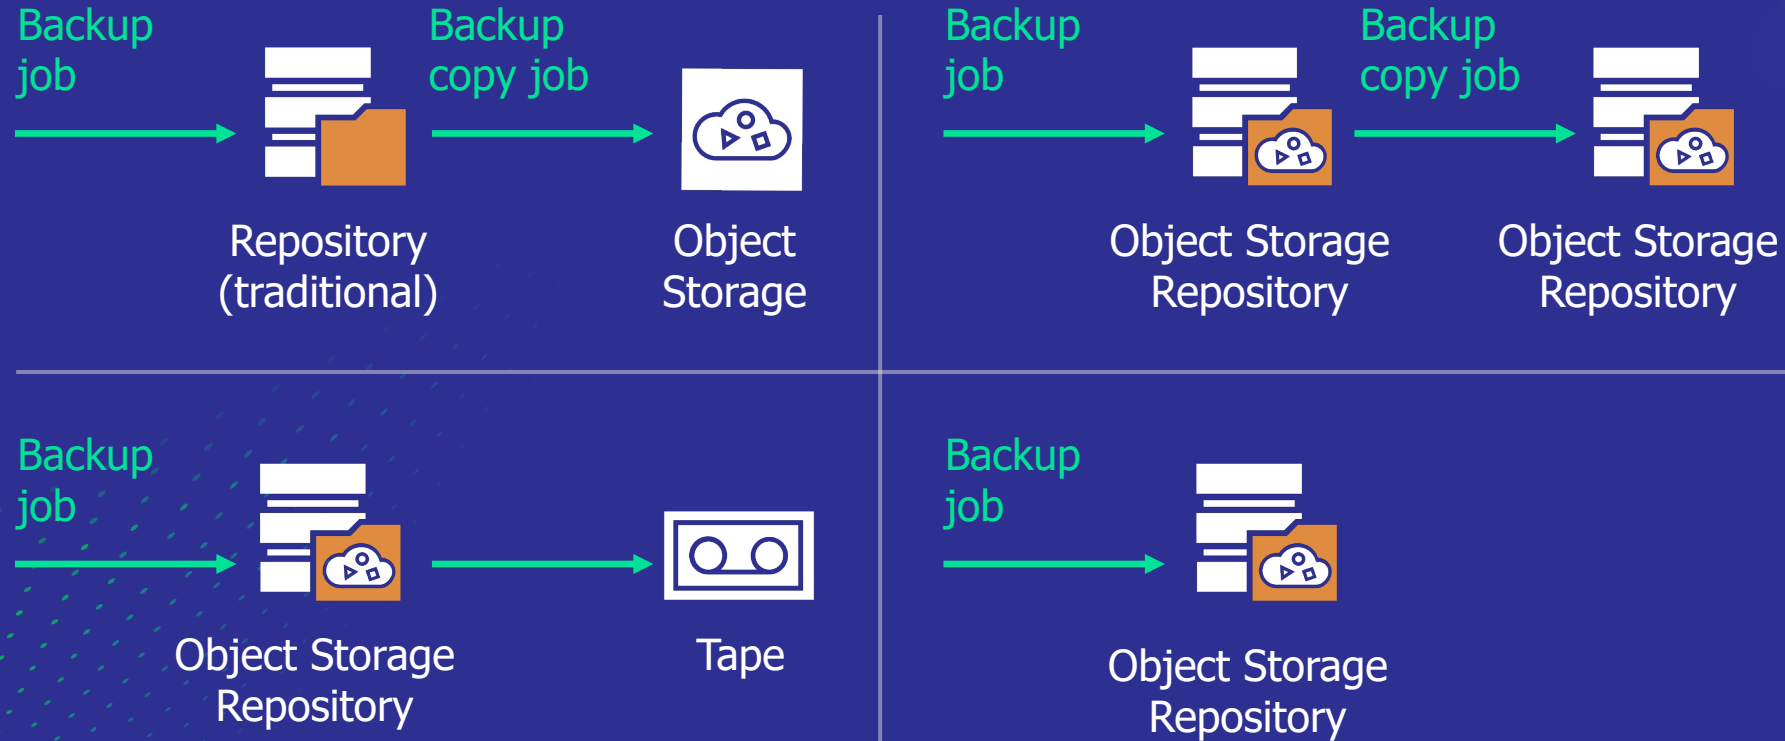 Backup
job
Backup
copy job
Repository
(traditional)
Object
Storage
Backup
job
Backup
copy job
Object Storage
Repository
Object Storage
Repository
Backup
job
Object Storage
Repository
Tape
Backup
job
Object Storage
Repository